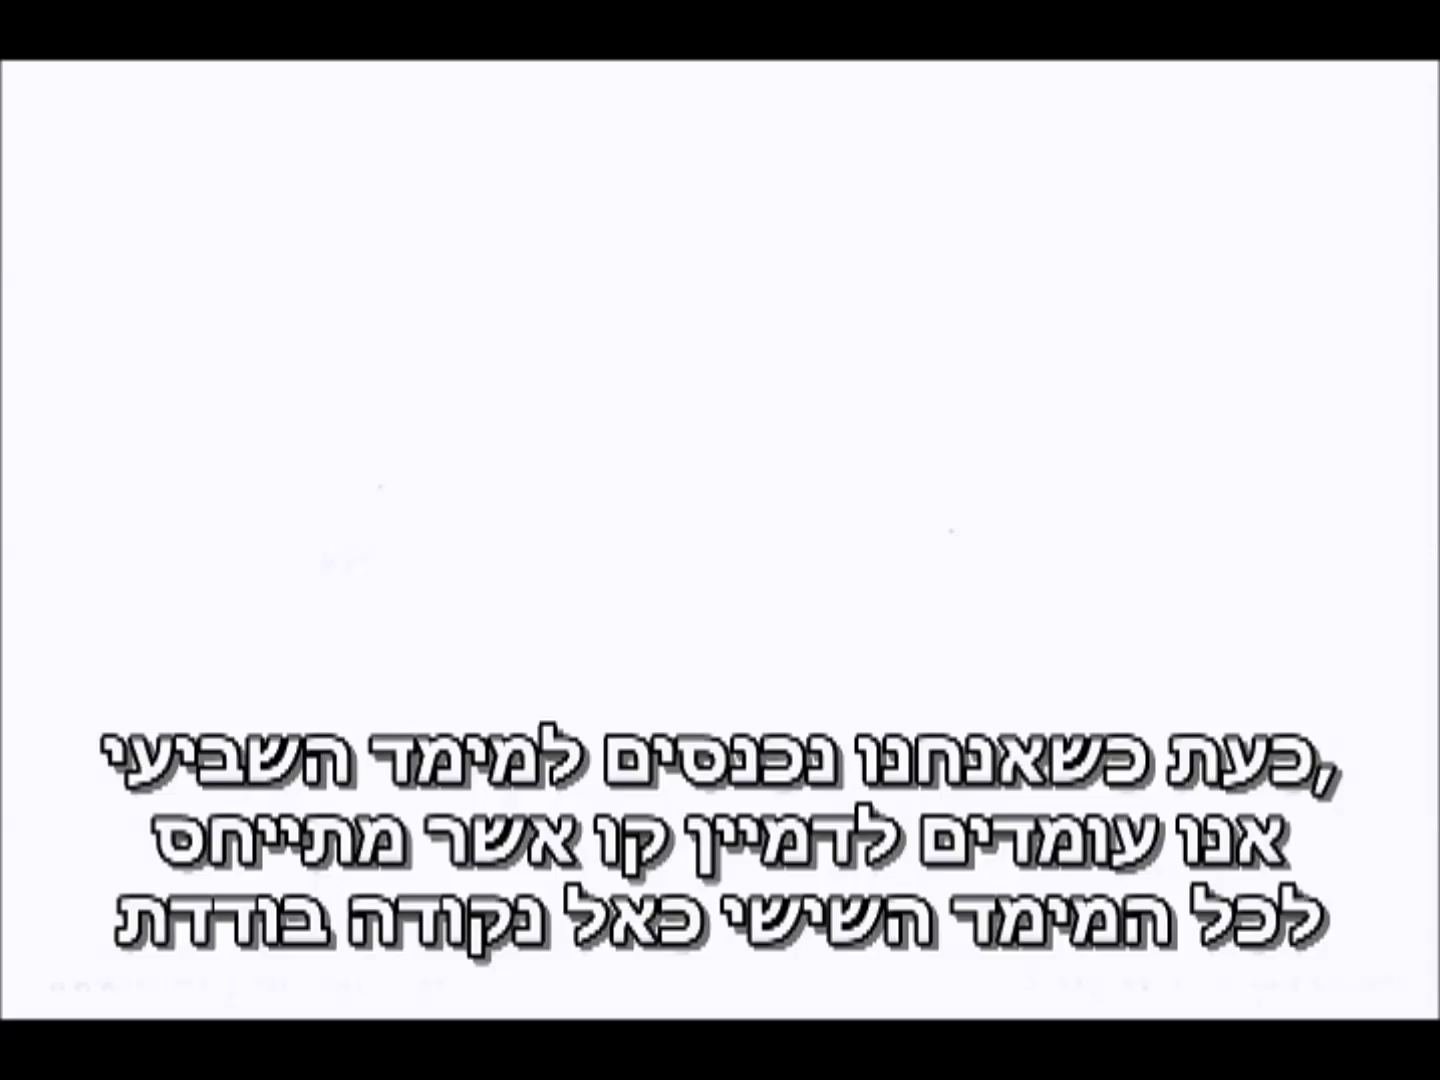 ,כעת כשאנחנו נכנסים למימד השביעי
אנו עומדים לדמיין קו אשר מתייחס
לכל המימד השישי כאל נקודה בודדת